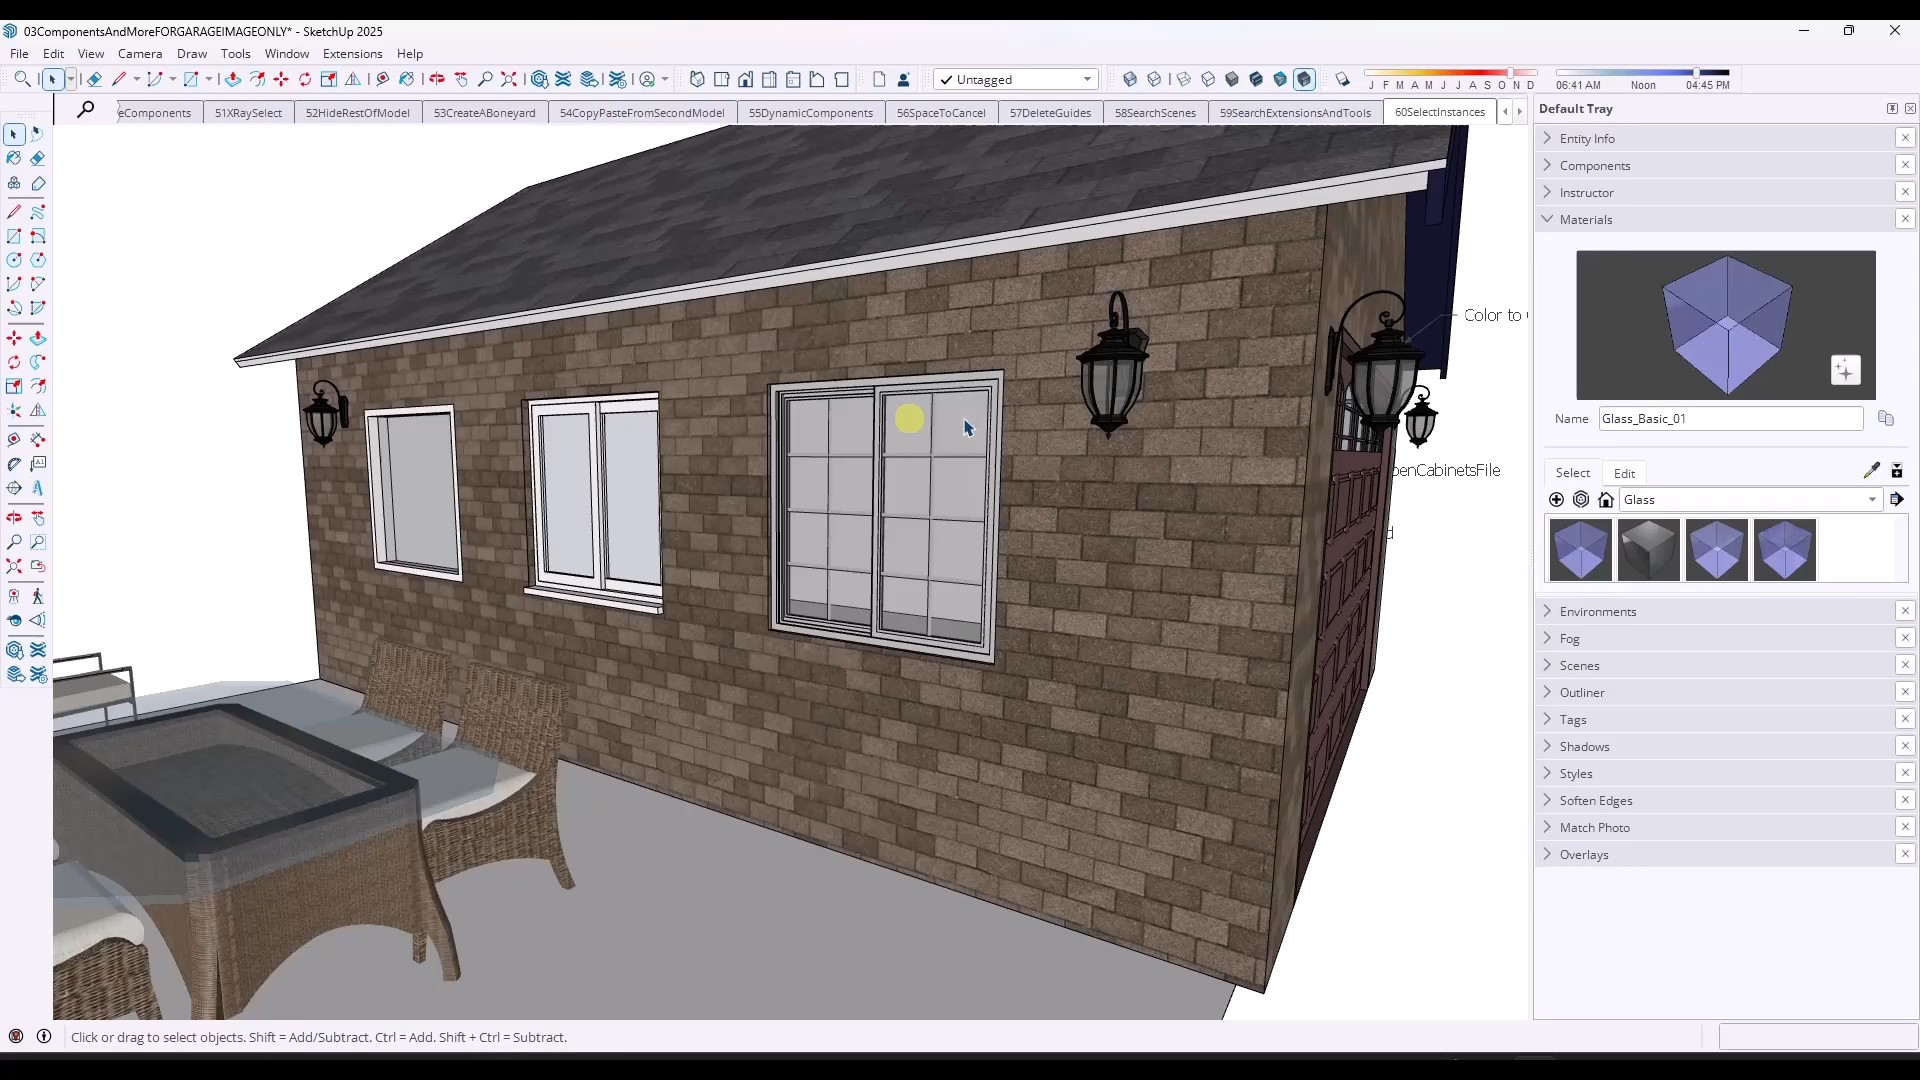 03ComponentsAndMoreFORGARAGEIMAGEONLY* - SketchUp 2025
File Edit View Camera Draw Tools Window Extensions Help
Untagged
J F M A M J J A S O N D
06:41 AM Noon 04:45 PM
eComponents 51XRaySelect 52HideRestOfModel 53CreateABoneyard 54CopyPasteFromSecondModel 55DynamicComponents 56SpaceToCancel 57DeleteGuides 58SearchScenes 59SearchExtensionsAndTools 60SelectInstances
Default Tray
Entity Info
Components
Instructor
Materials
Color to
Name Glass_Basic_01
penCabinetsFile
Select Edit
Glass
d
Environments
Fog
Scenes
Outliner
Tags
Shadows
Styles
Soften Edges
Match Photo
Overlays
Click or drag to select objects. Shift = Add/Subtract. Ctrl = Add. Shift + Ctrl = Subtract.